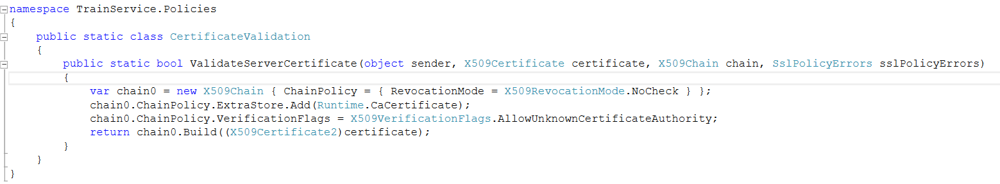 namespace TrainService.Policies
{
    public static class CertificateValidation
    {
        public static bool ValidateServerCertificate(object sender, X509Certificate certificate, X509Chain chain, SslPolicyErrors sslPolicyErrors)
        {
            var chain0 = new X509Chain { ChainPolicy = { RevocationMode = X509RevocationMode.NoCheck } };
            chain0.ChainPolicy.ExtraStore.Add(Runtime.CaCertificate);
            chain0.ChainPolicy.VerificationFlags = X509VerificationFlags.AllowUnknownCertificateAuthority;
            return chain0.Build((X509Certificate2)certificate);
        }
    }
}